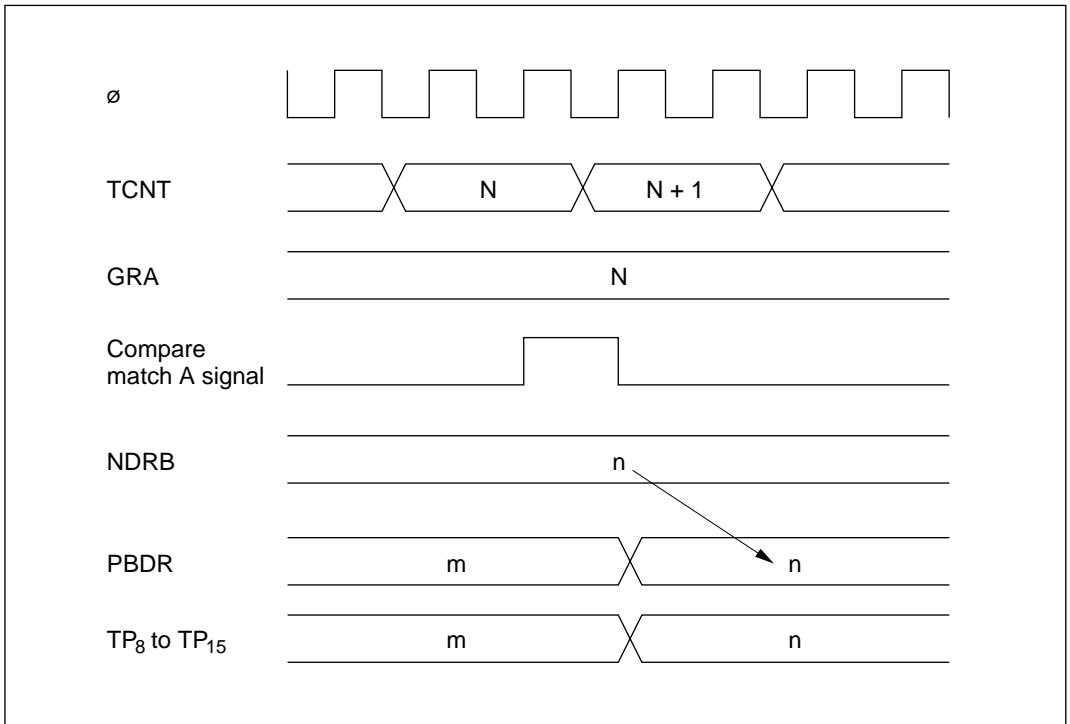 ø
TCNT N N + 1
GRA N
Compare
match A signal
NDRB n
PBDR m n
TP8 to TP15 m n